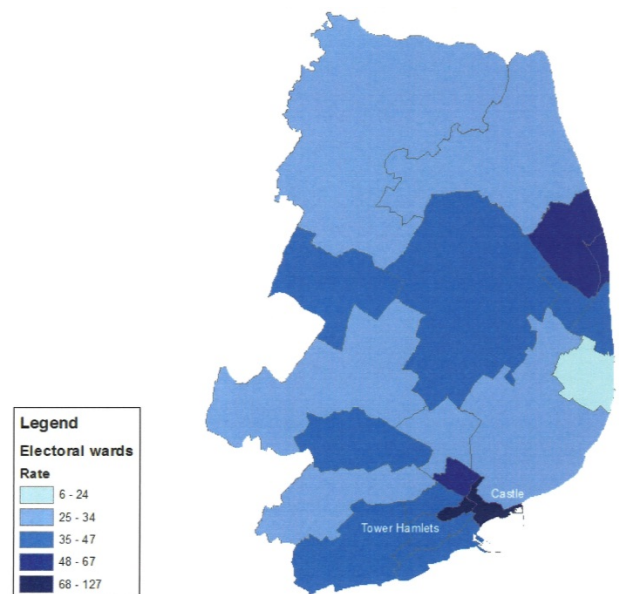 Castle
Tower Hamlets
Legend
Electoral wards
Rate
6 - 24
25 - 34
35 - 47
48 - 67
68 - 127